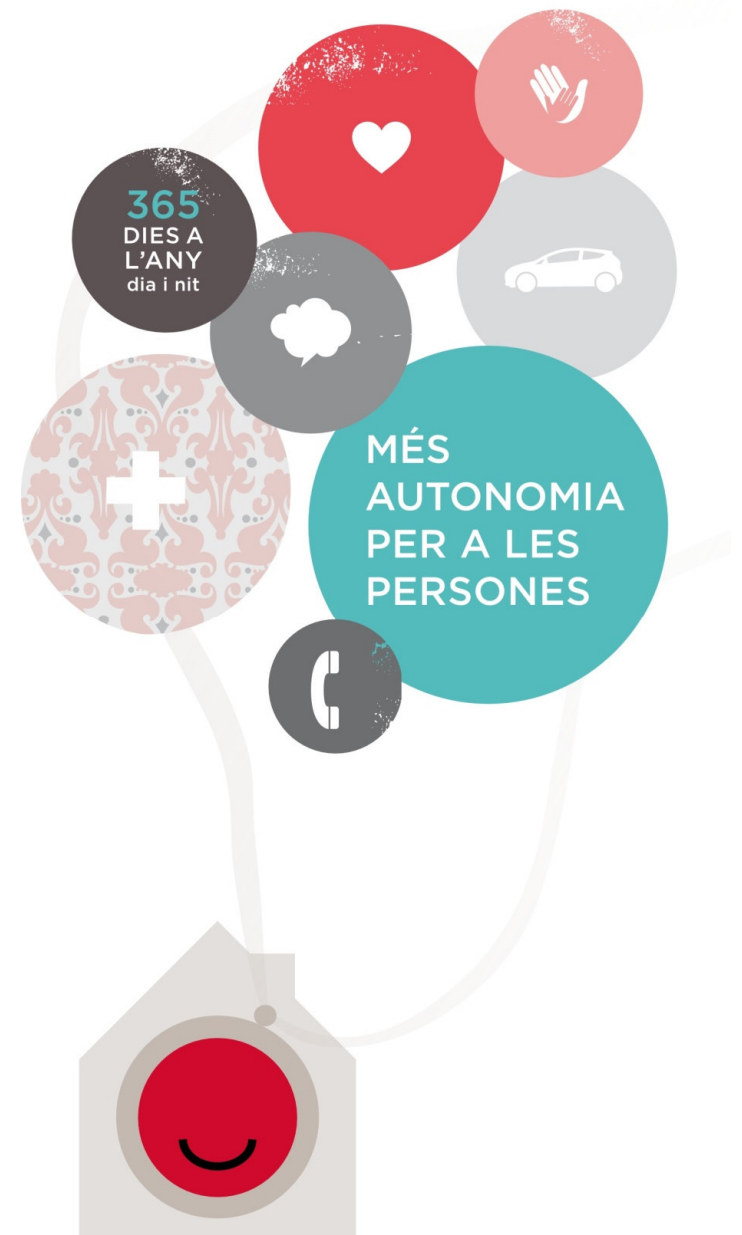 365
DIES A
L'ANY
dia i nit
MÉS
AUTONOMIA
PER A LES
PERSONES